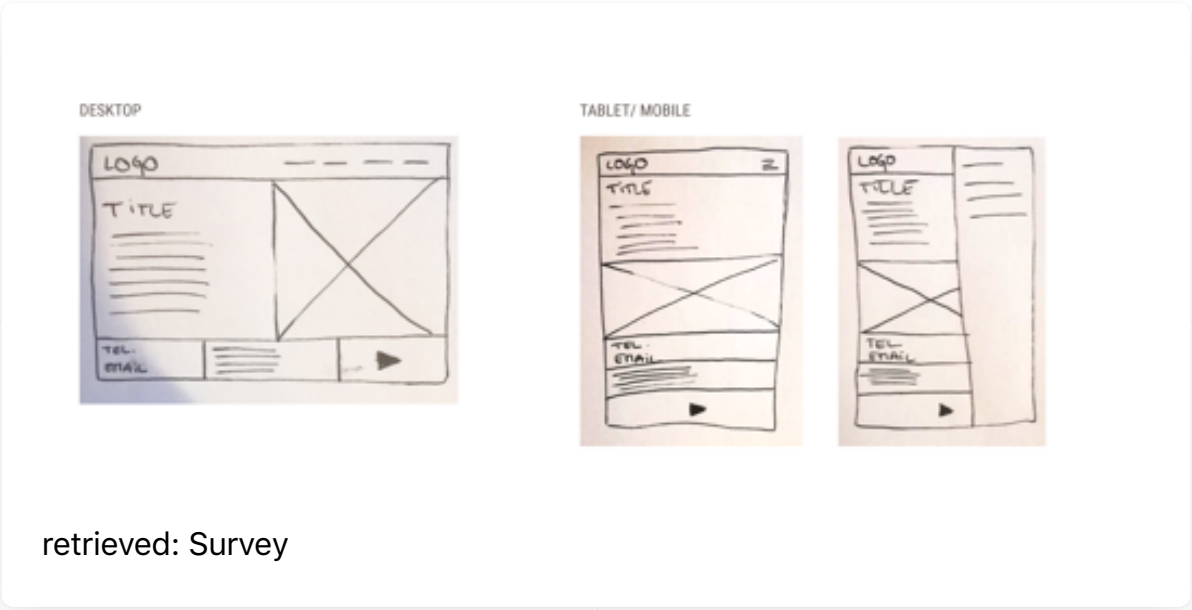 DESKTOP
TABLET/ MOBILE
LOGO
TITLE
TEL.
EMAIL
LOGO
TITLE
TEL.
EMAIL
LOGO
TITLE
TEL
EMAIL
retrieved: Survey